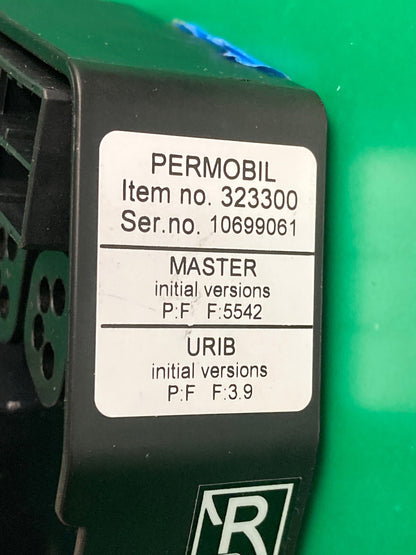 PERMOBIL
Item no. 323300
Ser.no. 10699061
MASTER
initial versions
P:F F:5542
URIB
initial versions
P:F F:3.9
R